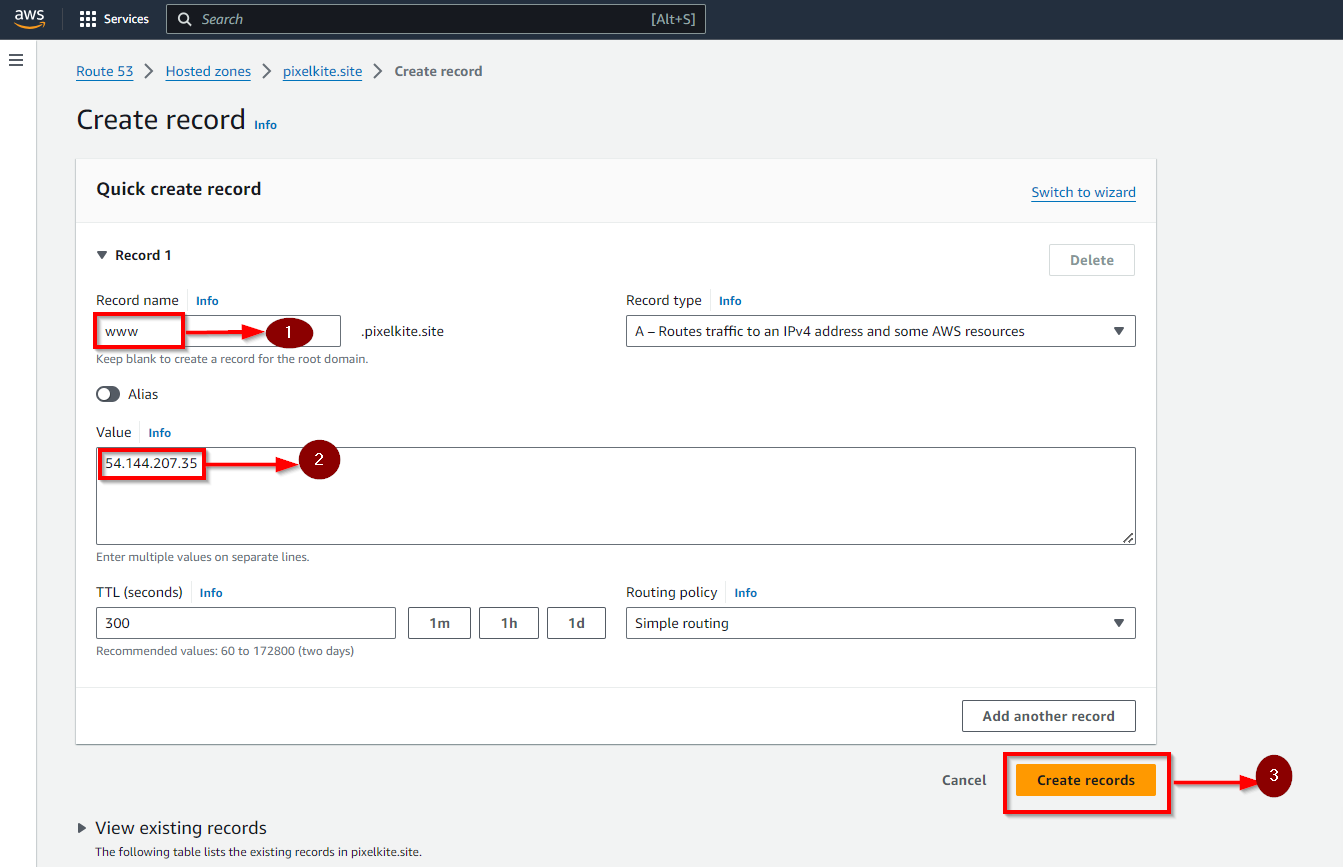 aws Services Search [Alt+S]
Route 53 Hosted zones pixelkite.site Create record
Create record Info
Quick create record
Switch to wizard
Record 1
Delete
Record name Info
Record type Info
www 1 .pixelkite.site
A – Routes traffic to an IPv4 address and some AWS resources
Keep blank to create a record for the root domain.
Alias
Value Info
54.144.207.35 2
Enter multiple values on separate lines.
TTL (seconds) Info
Routing policy Info
300 1m 1h 1d
Simple routing
Recommended values: 60 to 172800 (two days)
Add another record
Cancel Create records 3
View existing records
The following table lists the existing records in pixelkite.site.